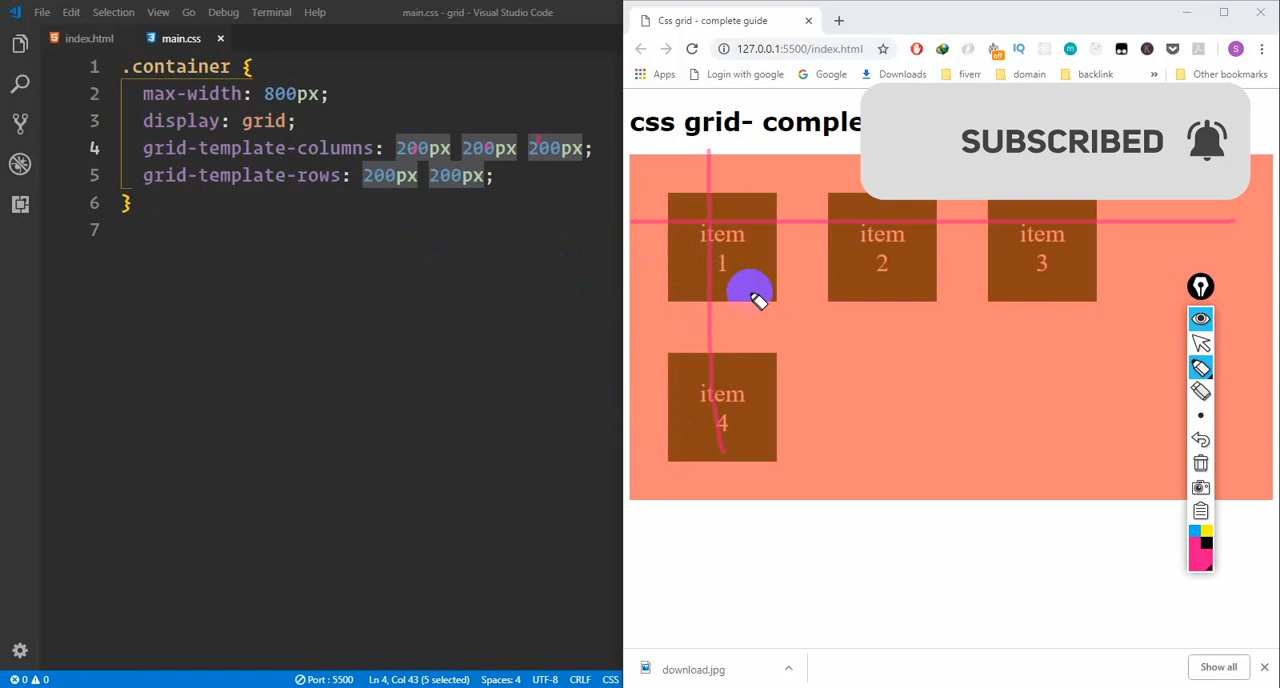 File Edit Selection View Go Debug Terminal Help main.css - grid - Visual Studio Code
index.html main.css
1 .container {
2 max-width: 800px;
3 display: grid;
4 grid-template-columns: 200px 200px 200px;
5 grid-template-rows: 200px 200px;
6 }
7
0 0 Port : 5500 Ln 4, Col 43 (5 selected) Spaces: 4 UTF-8 CRLF CSS
Css grid - complete guide
127.0.0.1:5500/index.html
off IQ m K S
Apps Login with google G Google Downloads fiverr domain backlink » Other bookmarks
css grid- comple
SUBSCRIBED
item
1
item
2
item
3
item
4
download.jpg Show all